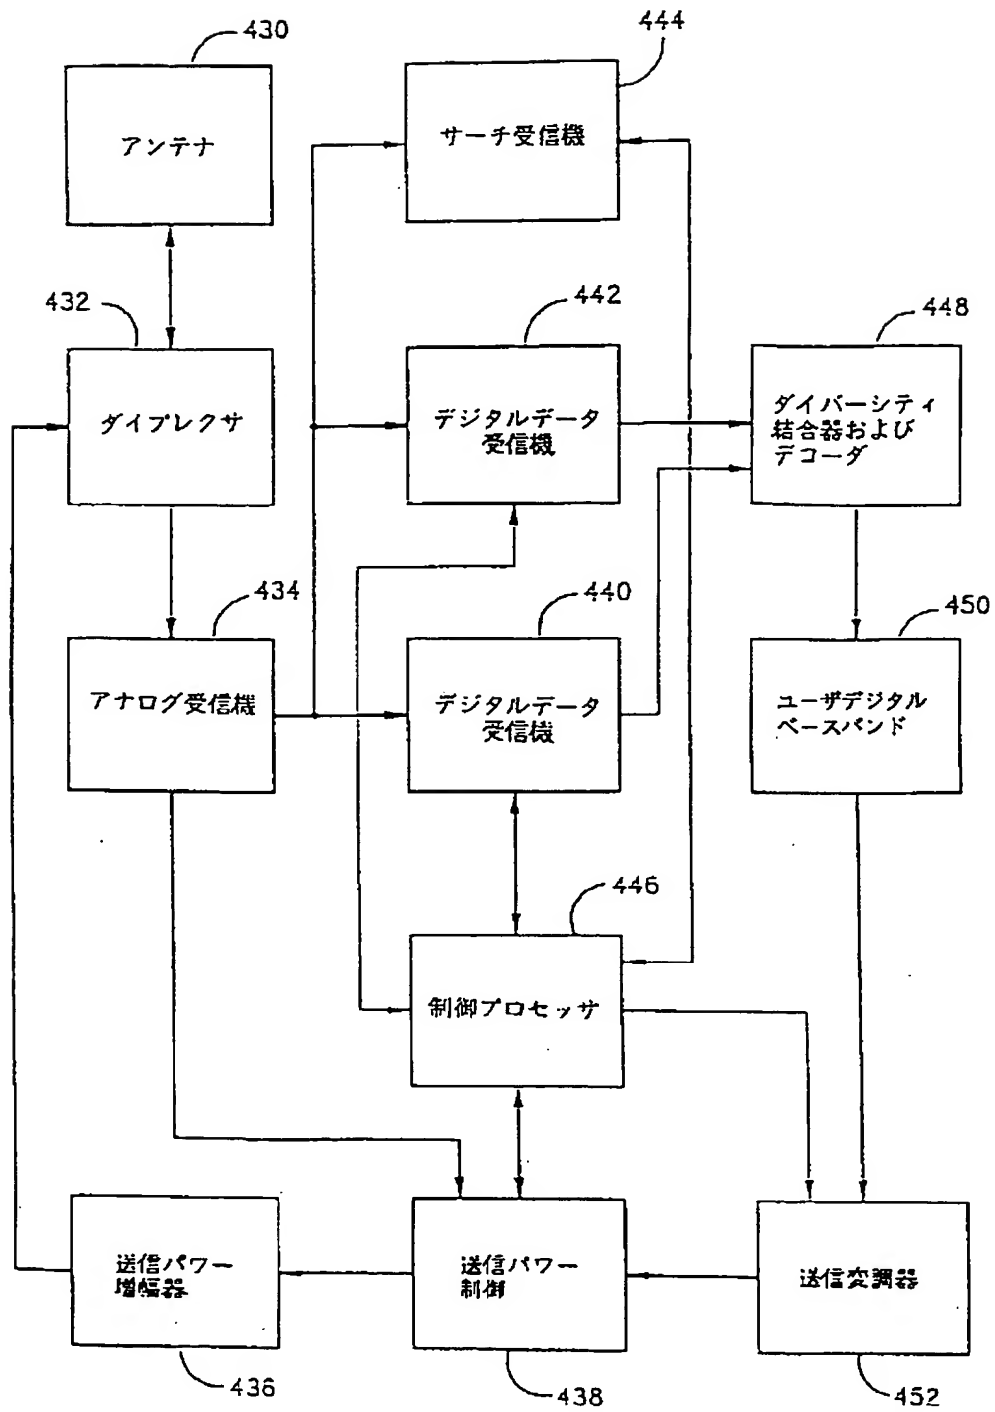 430
アンテナ
444
サーチ受信機
432
ダイプレクサ
442
デジタルデータ
受信機
448
ダイバーシティ
結合器および
デコーダ
434
アナログ受信機
440
デジタルデータ
受信機
450
ユーザデジタル
ベースバンド
446
制御プロセッサ
送信パワー
増幅器
436
送信パワー
制御
438
送信変調器
452